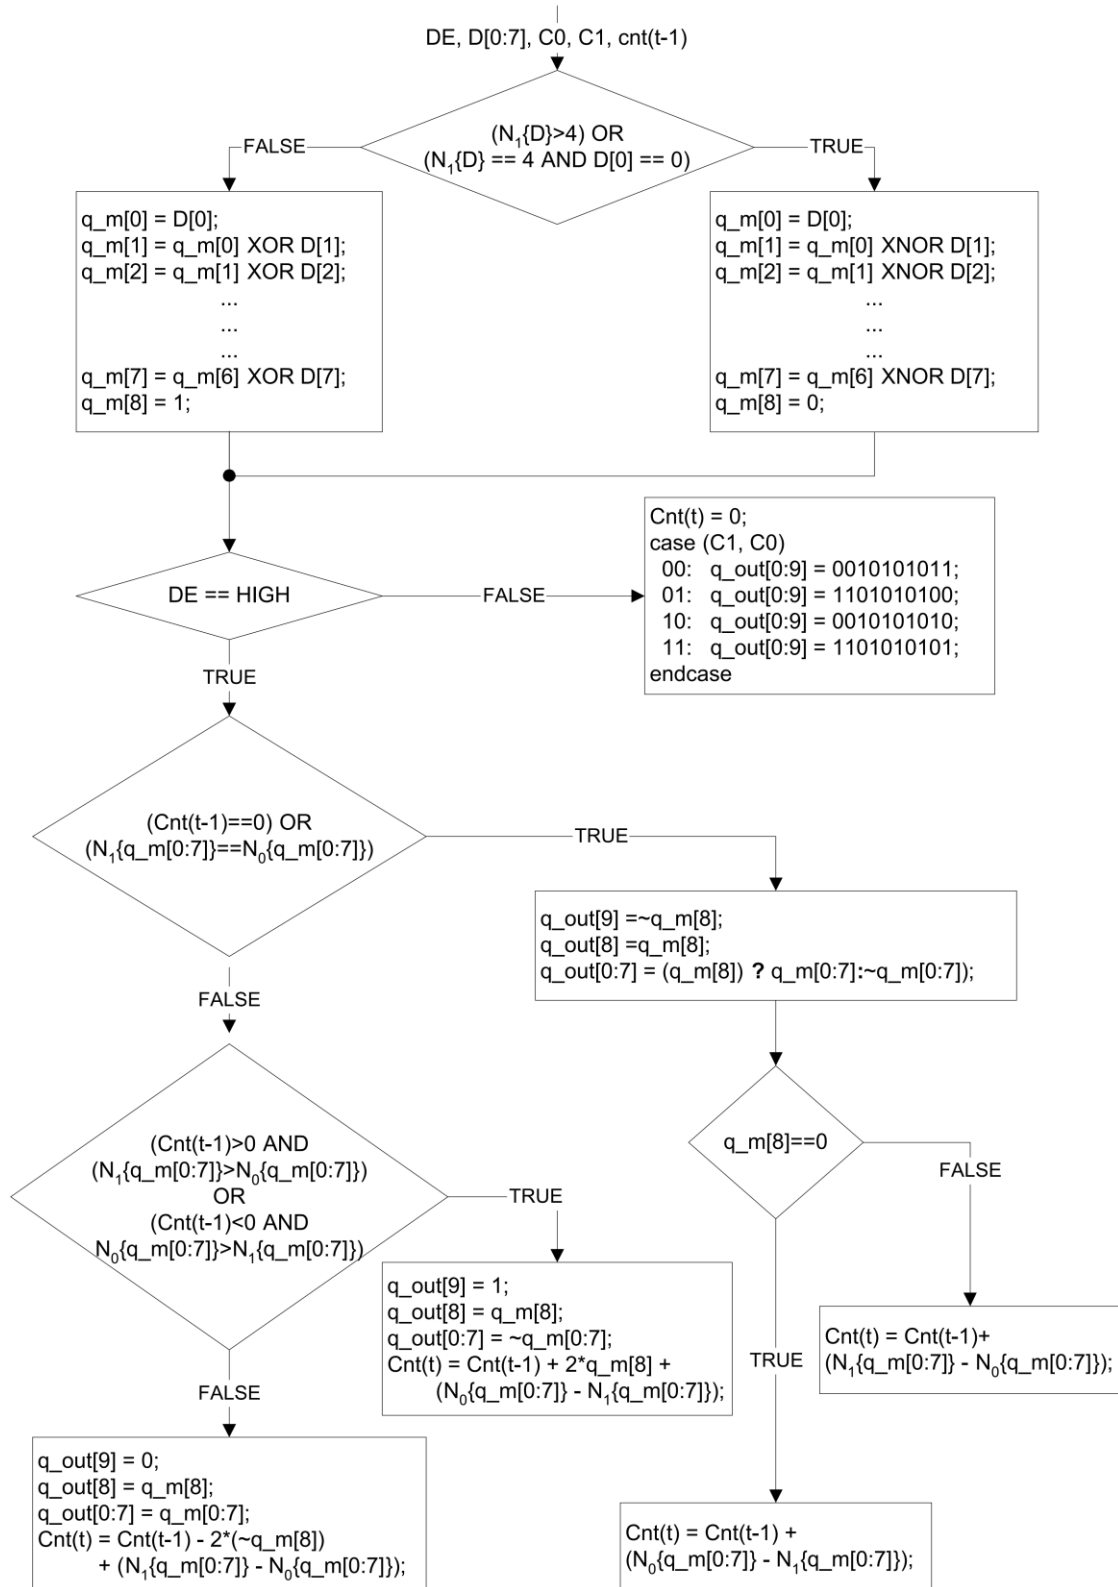 DE, D[0:7], C0, C1, cnt(t-1)
(N₁{D}>4) OR
(N₁{D} == 4 AND D[0] == 0)
FALSE
TRUE
q_m[0] = D[0];
q_m[1] = q_m[0] XOR D[1];
q_m[2] = q_m[1] XOR D[2];
...
...
...
q_m[7] = q_m[6] XOR D[7];
q_m[8] = 1;
q_m[0] = D[0];
q_m[1] = q_m[0] XNOR D[1];
q_m[2] = q_m[1] XNOR D[2];
...
...
...
q_m[7] = q_m[6] XNOR D[7];
q_m[8] = 0;
DE == HIGH
FALSE
Cnt(t) = 0;
case (C1, C0)
00: q_out[0:9] = 0010101011;
01: q_out[0:9] = 1101010100;
10: q_out[0:9] = 0010101010;
11: q_out[0:9] = 1101010101;
endcase
TRUE
(Cnt(t-1)==0) OR
(N₁{q_m[0:7]}==N₀{q_m[0:7]})
TRUE
q_out[9] =~q_m[8];
q_out[8] =q_m[8];
q_out[0:7] = (q_m[8]) ? q_m[0:7]:~q_m[0:7]);
FALSE
(Cnt(t-1)>0 AND
(N₁{q_m[0:7]}>N₀{q_m[0:7]})
OR
(Cnt(t-1)<0 AND
N₀{q_m[0:7]}>N₁{q_m[0:7]})
TRUE
q_m[8]==0
FALSE
q_out[9] = 1;
q_out[8] = q_m[8];
q_out[0:7] = ~q_m[0:7];
Cnt(t) = Cnt(t-1) + 2*q_m[8] +
(N₀{q_m[0:7]} - N₁{q_m[0:7]});
Cnt(t) = Cnt(t-1)+
(N₁{q_m[0:7]} - N₀{q_m[0:7]});
TRUE
FALSE
q_out[9] = 0;
q_out[8] = q_m[8];
q_out[0:7] = q_m[0:7];
Cnt(t) = Cnt(t-1) - 2*(~q_m[8])
+ (N₁{q_m[0:7]} - N₀{q_m[0:7]});
Cnt(t) = Cnt(t-1) +
(N₀{q_m[0:7]} - N₁{q_m[0:7]});